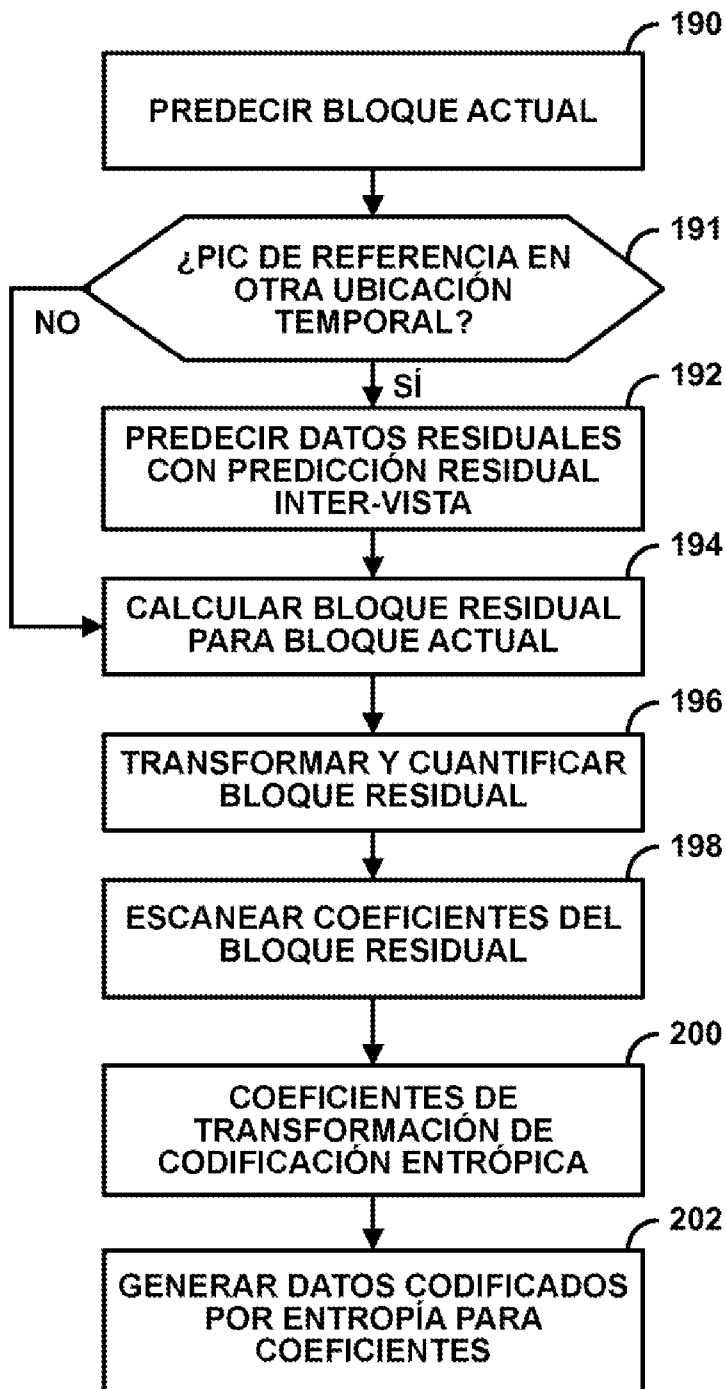 190
PREDECIR BLOQUE ACTUAL
191
¿PIC DE REFERENCIA EN
OTRA UBICACIÓN
TEMPORAL?
NO
SÍ
192
PREDECIR DATOS RESIDUALES
CON PREDICCIÓN RESIDUAL
INTER-VISTA
194
CALCULAR BLOQUE RESIDUAL
PARA BLOQUE ACTUAL
196
TRANSFORMAR Y CUANTIFICAR
BLOQUE RESIDUAL
198
ESCANEAR COEFICIENTES DEL
BLOQUE RESIDUAL
200
COEFICIENTES DE
TRANSFORMACIÓN DE
CODIFICACIÓN ENTRÓPICA
202
GENERAR DATOS CODIFICADOS
POR ENTROPÍA PARA
COEFICIENTES